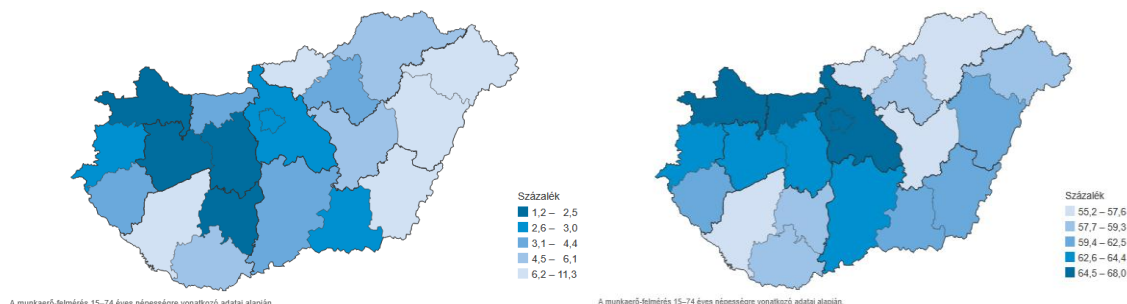 Százalék
1,2 – 2,5
2,6 – 3,0
3,1 – 4,4
4,5 – 6,1
6,2 – 11,3
A munkaerő-felmérés 15–74 éves népességre vonatkozó adatai alapján.
Százalék
55,2 – 57,6
57,7 – 59,3
59,4 – 62,5
62,6 – 64,4
64,5 – 68,0
A munkaerő-felmérés 15–74 éves népességre vonatkozó adatai alapján.